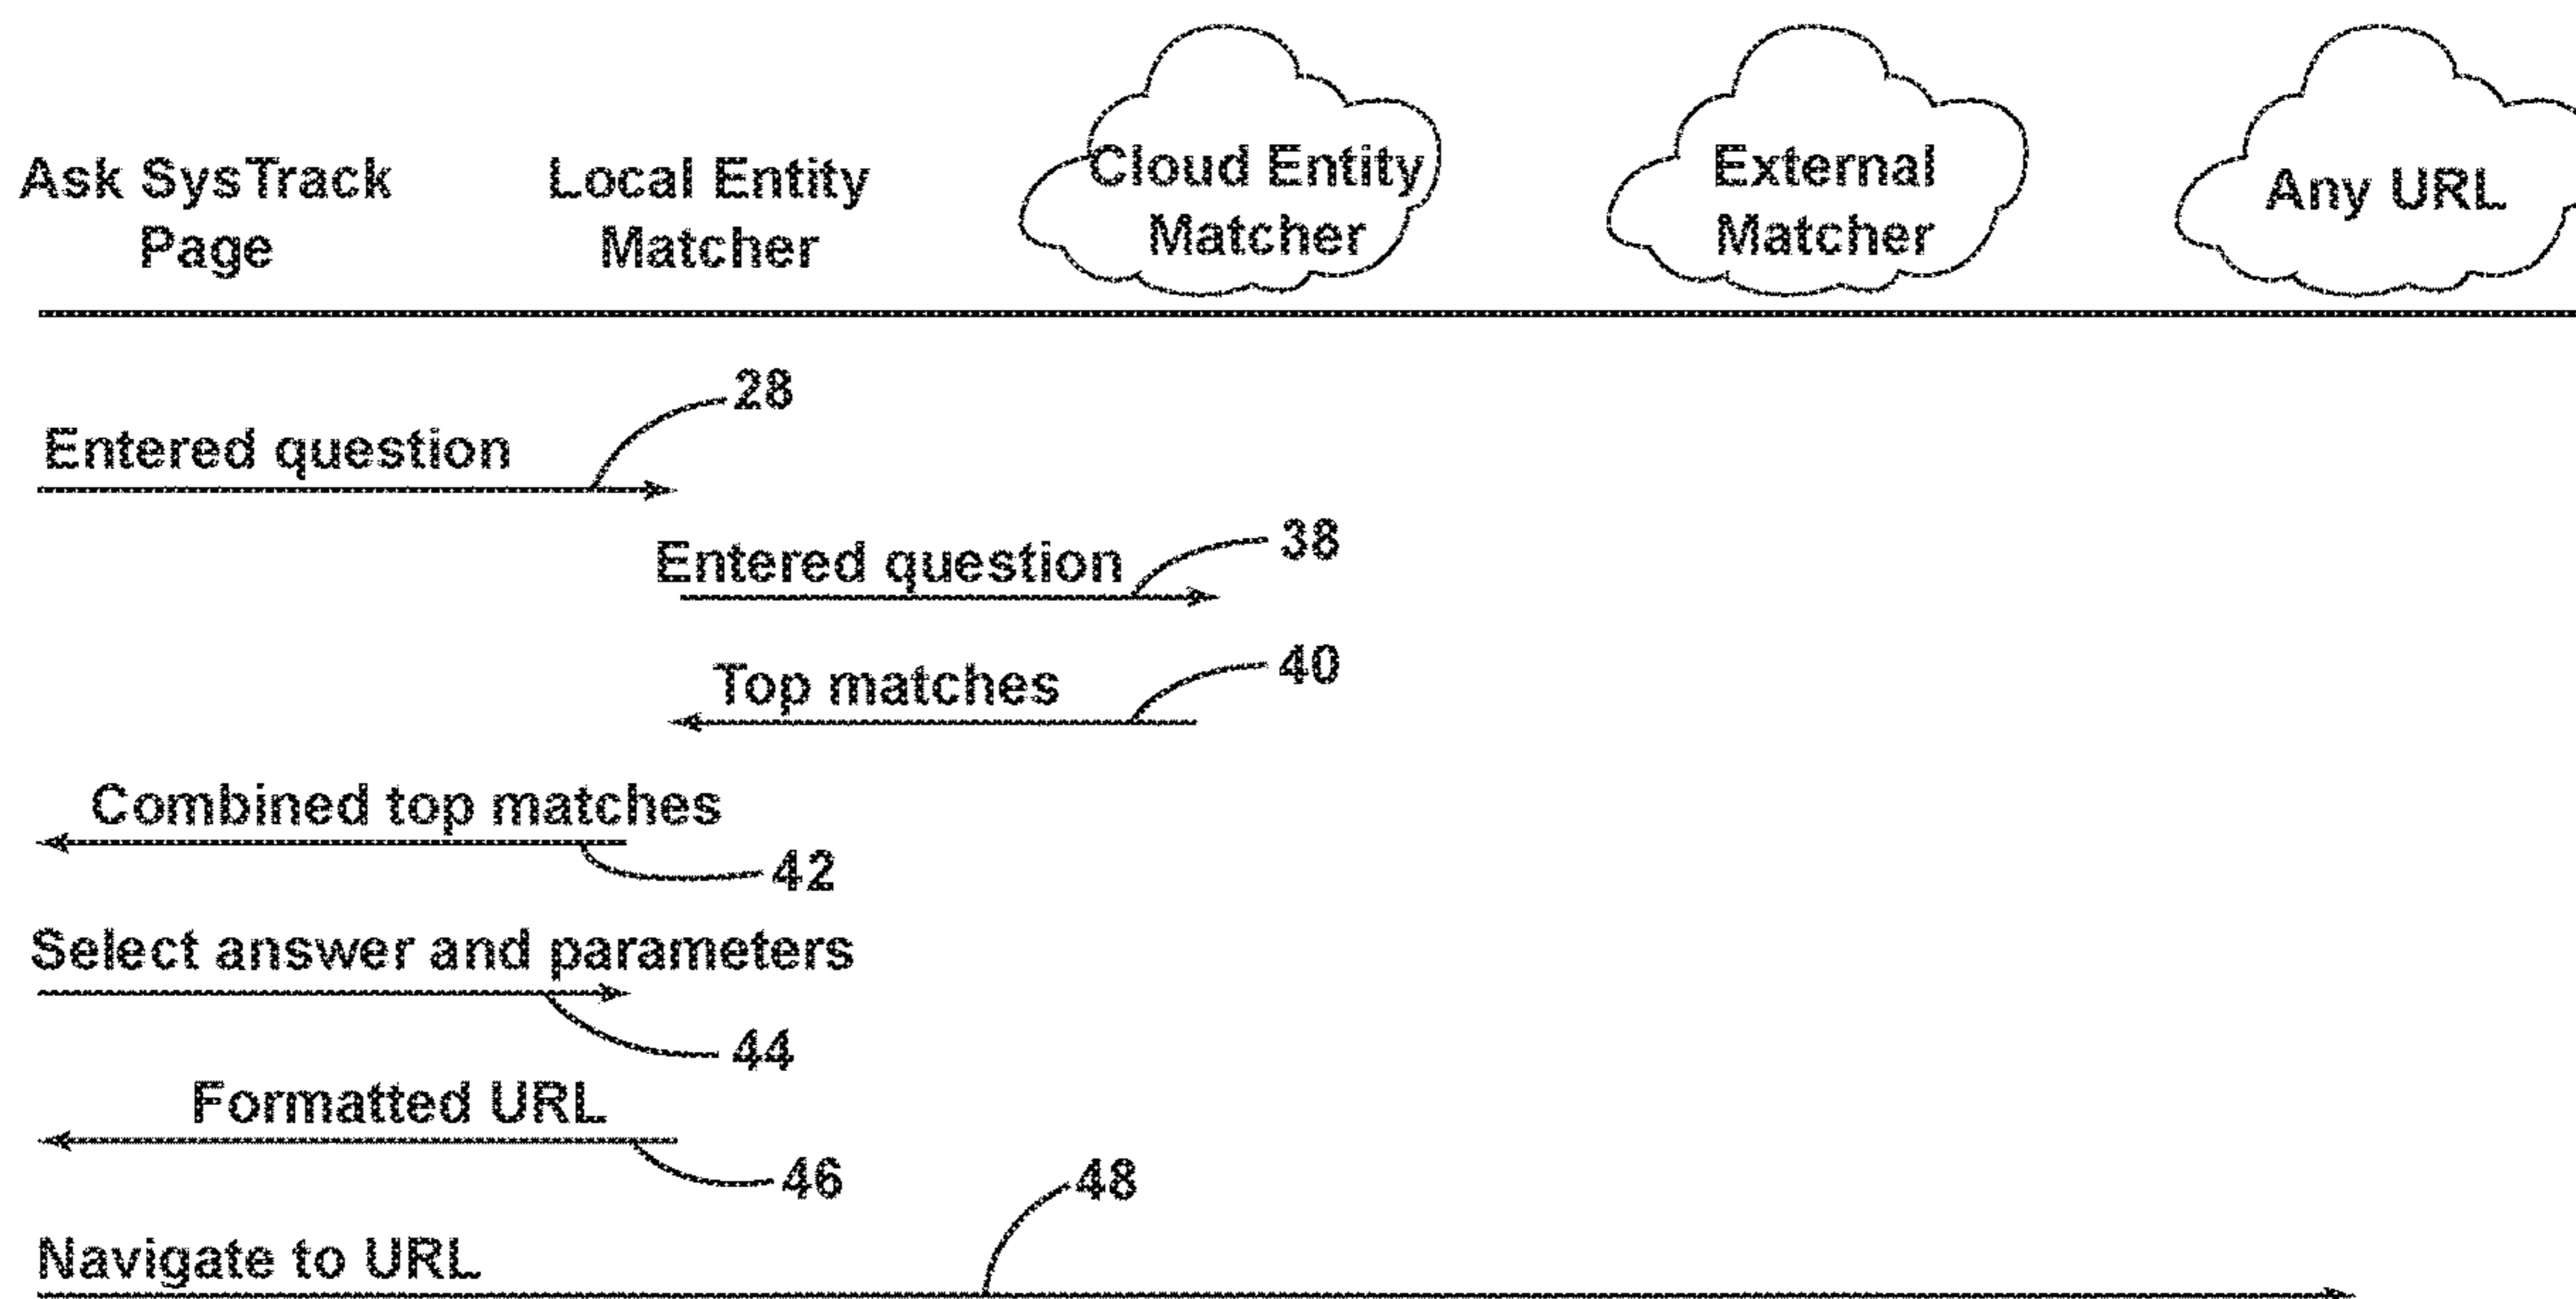 Ask SysTrack
Page
Local Entity
Matcher
Cloud Entity
Matcher
External
Matcher
Any URL
28
Entered question
38
Entered question
40
Top matches
Combined top matches
42
Select answer and parameters
44
Formatted URL
46
48
Navigate to URL